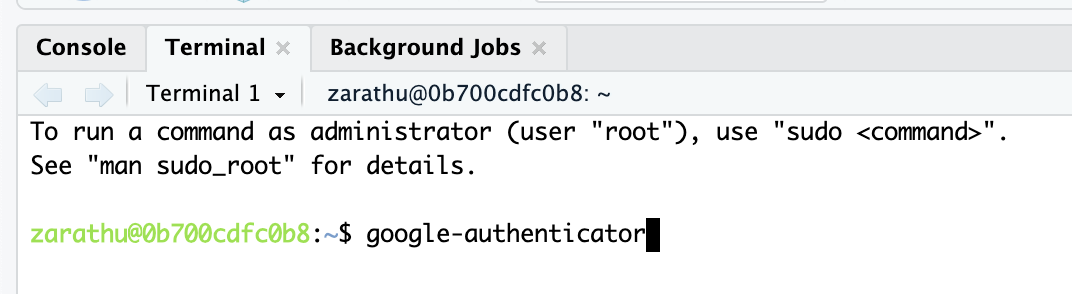 Console Terminal × Background Jobs ×
Terminal 1 zarathu@0b700cdfc0b8: ~
To run a command as administrator (user "root"), use "sudo <command>".
See "man sudo_root" for details.
zarathu@0b700cdfc0b8:~$ google-authenticator